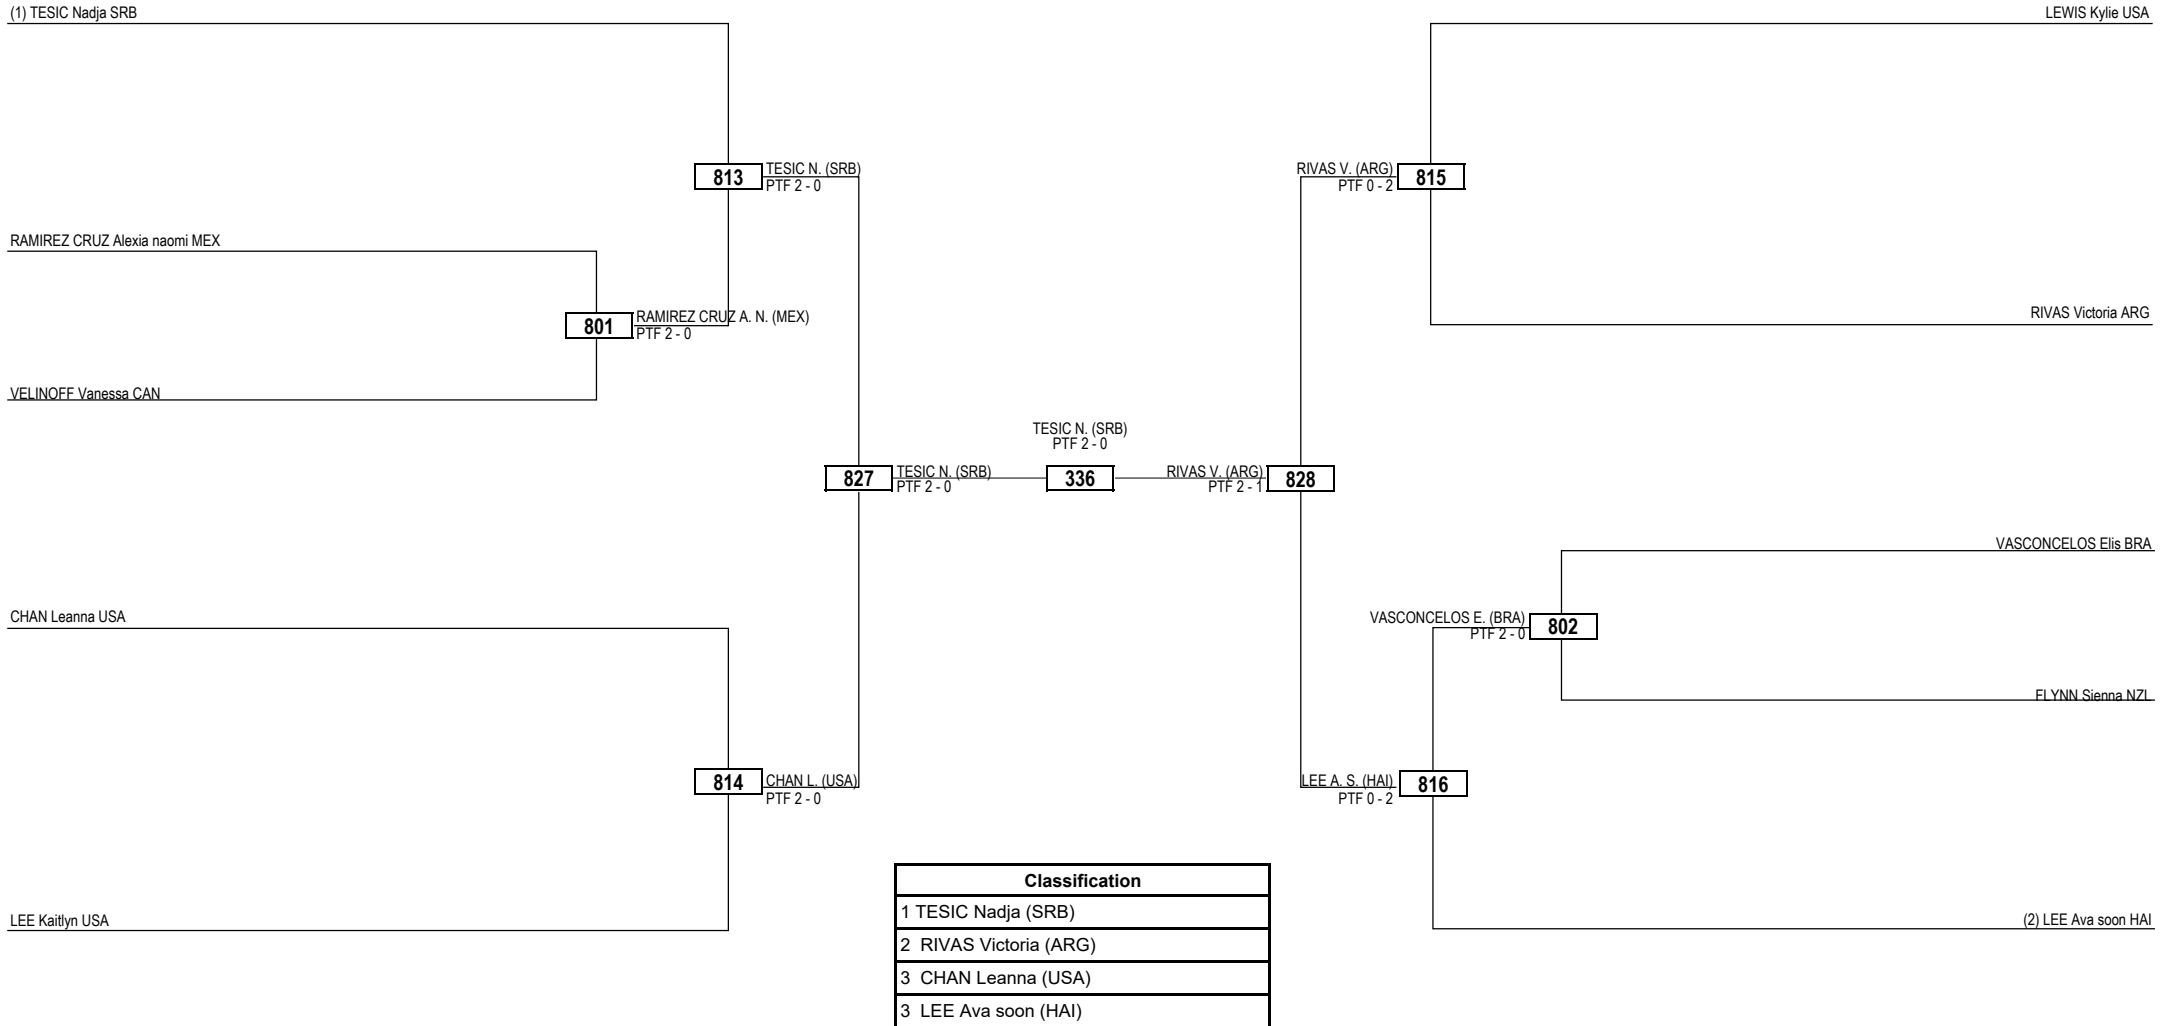 (1) TESIC Nadja SRB
LEWIS Kylie USA
813
TESIC N. (SRB)
PTF 2 - 0
RIVAS V. (ARG)
PTF 0 - 2
815
RAMIREZ CRUZ Alexia naomi MEX
801
RAMIREZ CRUZ A. N. (MEX)
PTF 2 - 0
RIVAS Victoria ARG
VELINOFF Vanessa CAN
TESIC N. (SRB)
PTF 2 - 0
827
TESIC N. (SRB)
PTF 2 - 0
336
RIVAS V. (ARG)
PTF 2 - 1
828
VASCONCELOS Elis BRA
CHAN Leanna USA
VASCONCELOS E. (BRA)
PTF 2 - 0
802
FLYNN Sienna NZL
814
CHAN L. (USA)
PTF 2 - 0
LEE A. S. (HAI)
PTF 0 - 2
816
LEE Kaitlyn USA
(2) LEE Ava soon HAI
Classification
1 TESIC Nadja (SRB)
2 RIVAS Victoria (ARG)
3 CHAN Leanna (USA)
3 LEE Ava soon (HAI)